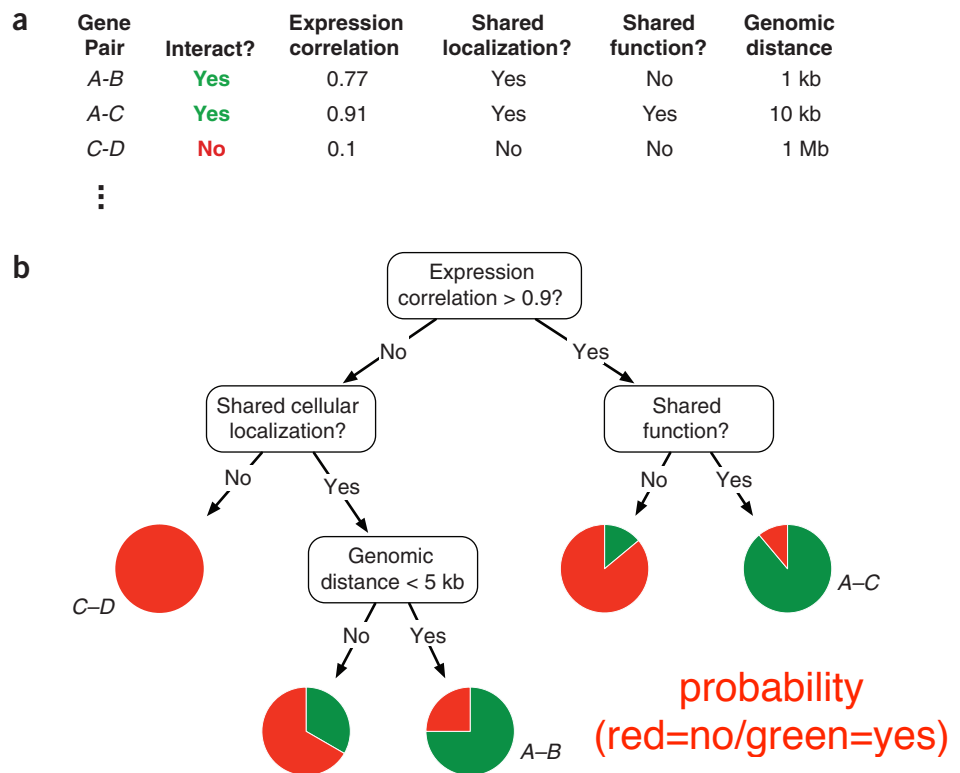 a
Gene Pair Interact? Expression correlation Shared localization? Shared function? Genomic distance
A-B Yes 0.77 Yes No 1 kb
A-C Yes 0.91 Yes Yes 10 kb
C-D No 0.1 No No 1 Mb
⋮
b
Expression
correlation > 0.9?
No Yes
Shared cellular
localization?
Shared
function?
No Yes No Yes
C–D
Genomic
distance < 5 kb
A–C
No Yes
A–B
probability
(red=no/green=yes)